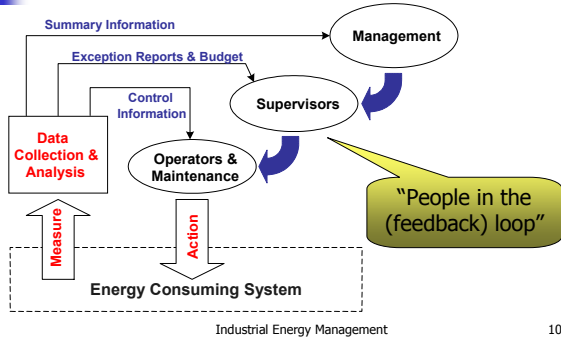 Summary Information
Management
Exception Reports & Budget
Control
Information
Supervisors
Data
Collection &
Analysis
Operators &
Maintenance
"People in the
(feedback) loop"
Measure
Action
Energy Consuming System
Industrial Energy Management
10